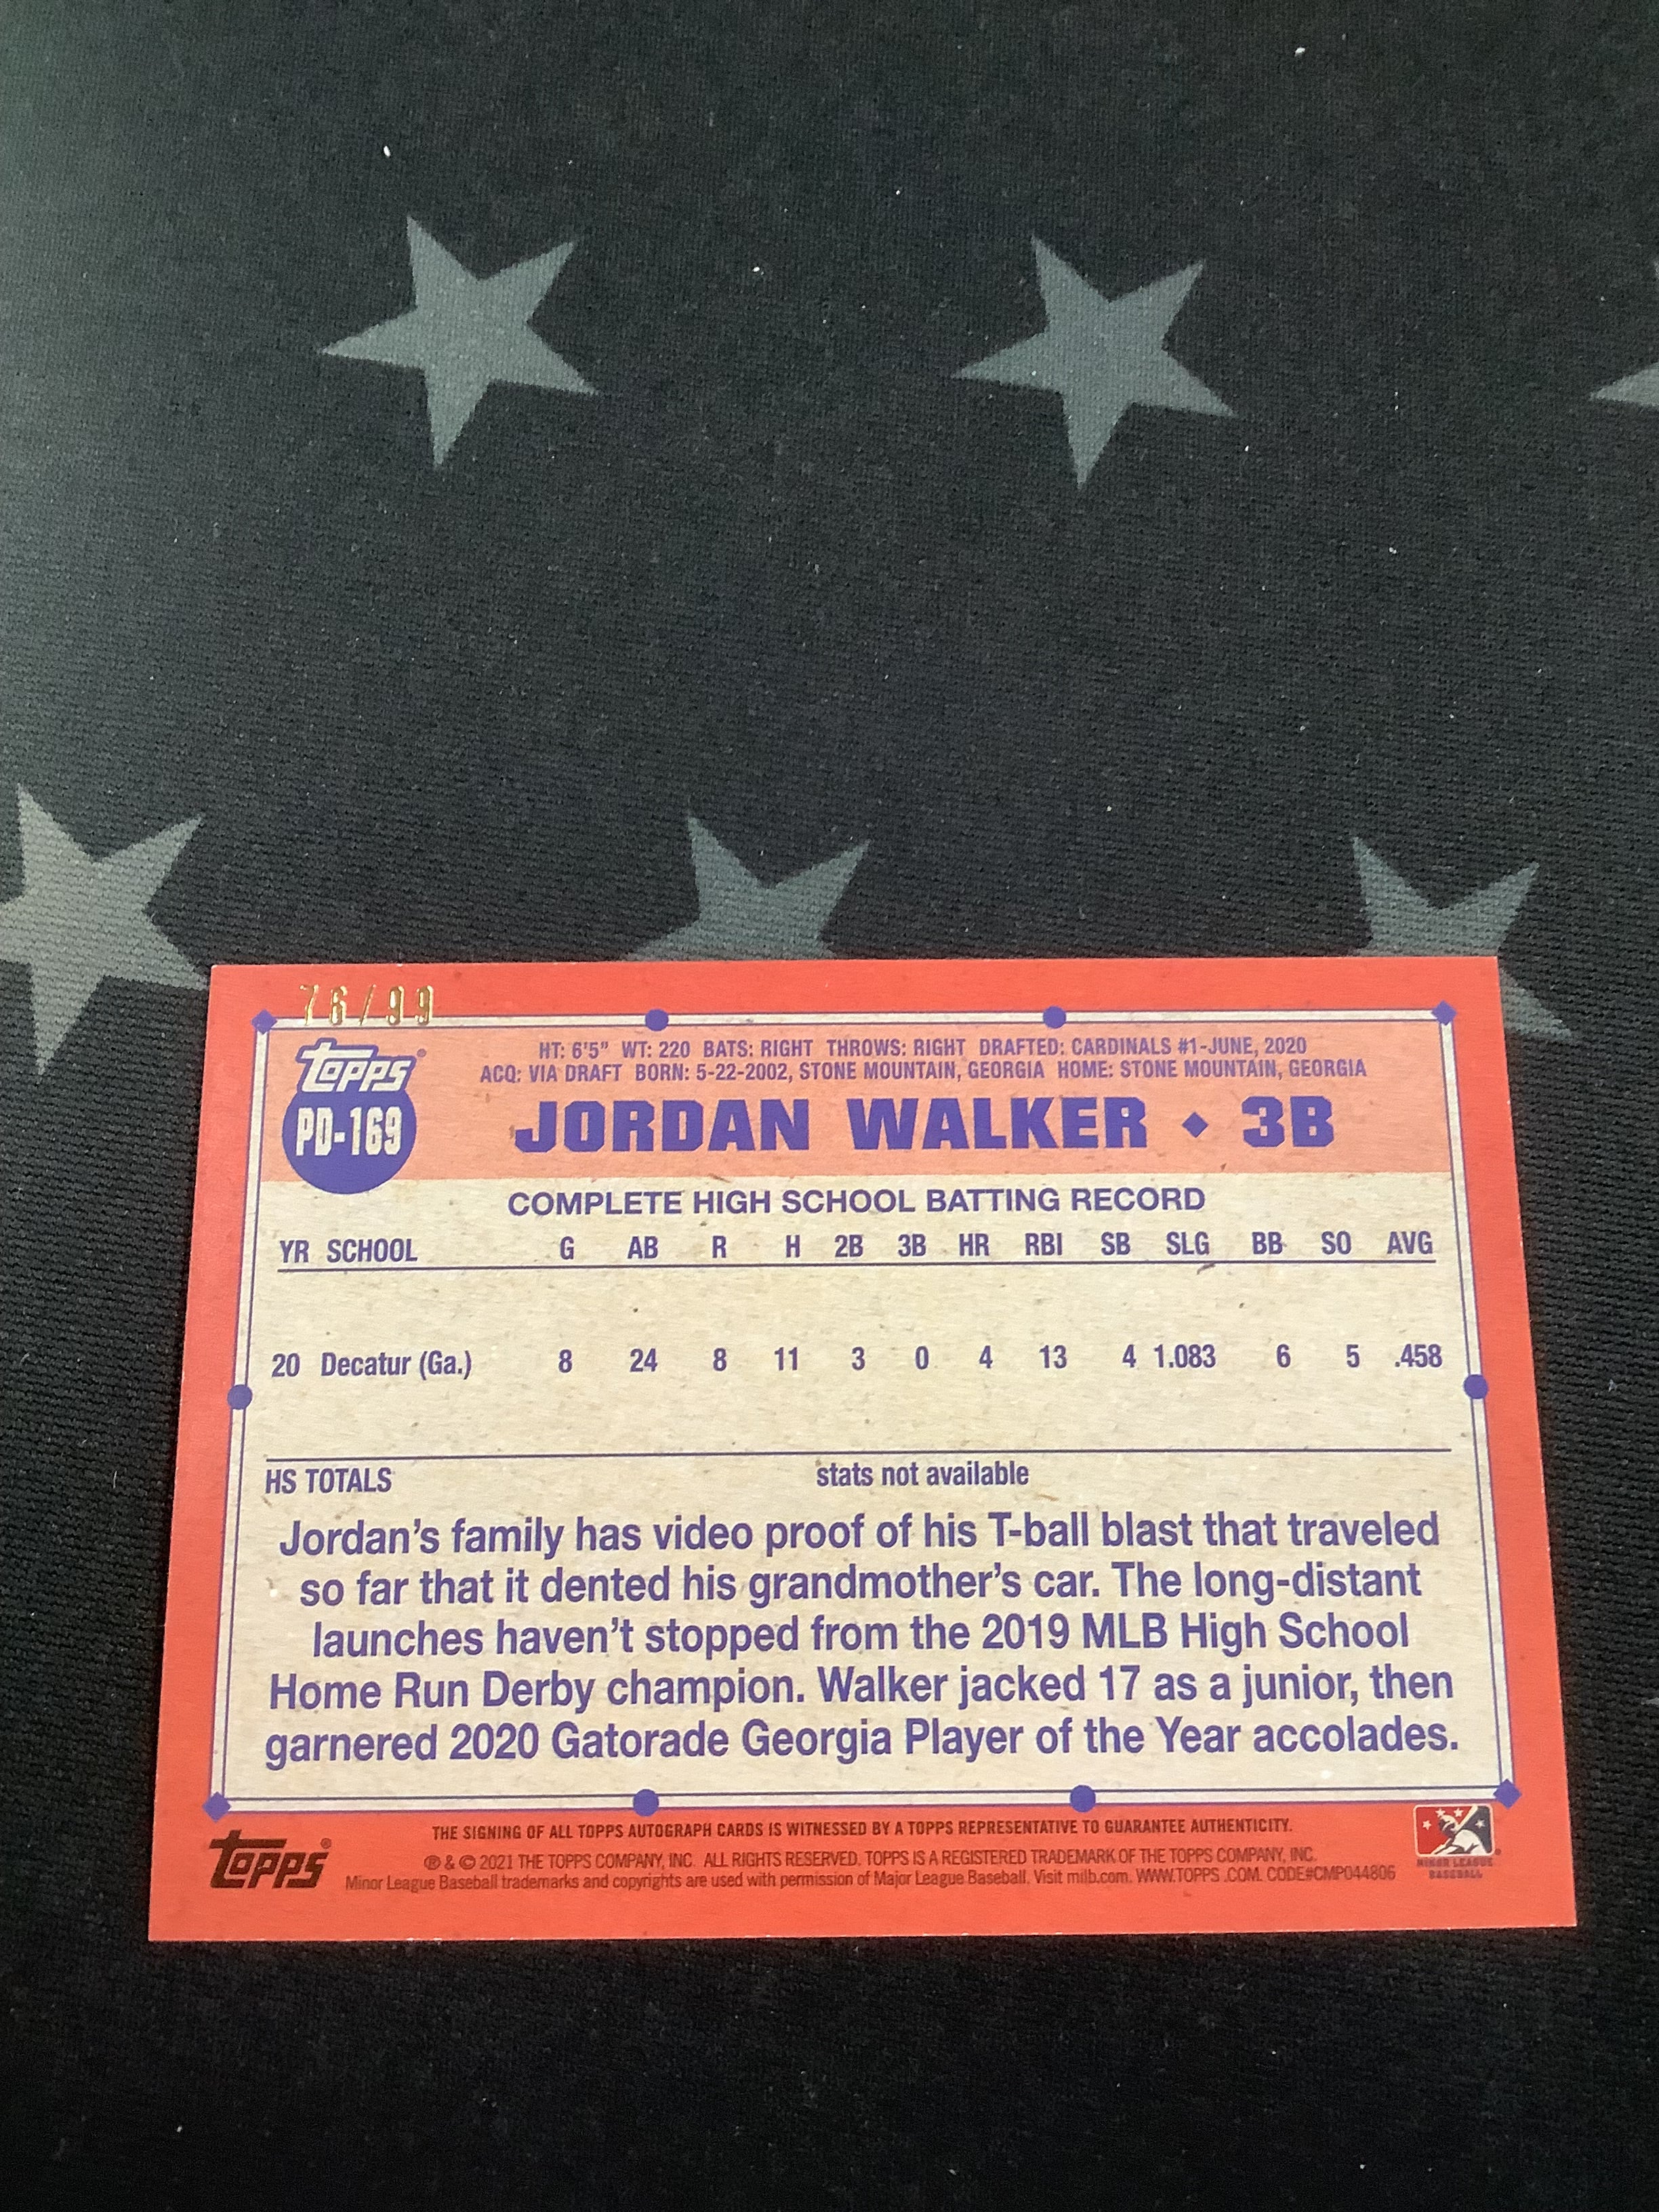 76/99
Topps®
PD-169
HT: 6'5" WT: 220 BATS: RIGHT THROWS: RIGHT DRAFTED: CARDINALS #1-JUNE, 2020
ACQ: VIA DRAFT BORN: 5-22-2002, STONE MOUNTAIN, GEORGIA HOME: STONE MOUNTAIN, GEORGIA
JORDAN WALKER ◆ 3B
COMPLETE HIGH SCHOOL BATTING RECORD
YR SCHOOL G AB R H 2B 3B HR RBI SB SLG BB SO AVG
20 Decatur (Ga.) 8 24 8 11 3 0 4 13 4 1.083 6 5 .458
HS TOTALS stats not available
Jordan's family has video proof of his T-ball blast that traveled
so far that it dented his grandmother's car. The long-distant
launches haven't stopped from the 2019 MLB High School
Home Run Derby champion. Walker jacked 17 as a junior, then
garnered 2020 Gatorade Georgia Player of the Year accolades.
THE SIGNING OF ALL TOPPS AUTOGRAPH CARDS IS WITNESSED BY A TOPPS REPRESENTATIVE TO GUARANTEE AUTHENTICITY.
Topps®
® & © 2021 THE TOPPS COMPANY, INC. ALL RIGHTS RESERVED. TOPPS IS A REGISTERED TRADEMARK OF THE TOPPS COMPANY, INC.
Minor League Baseball trademarks and copyrights are used with permission of Major League Baseball. Visit milb.com. WWW.TOPPS.COM. CODE#CMP044806
MINOR LEAGUE
BASEBALL